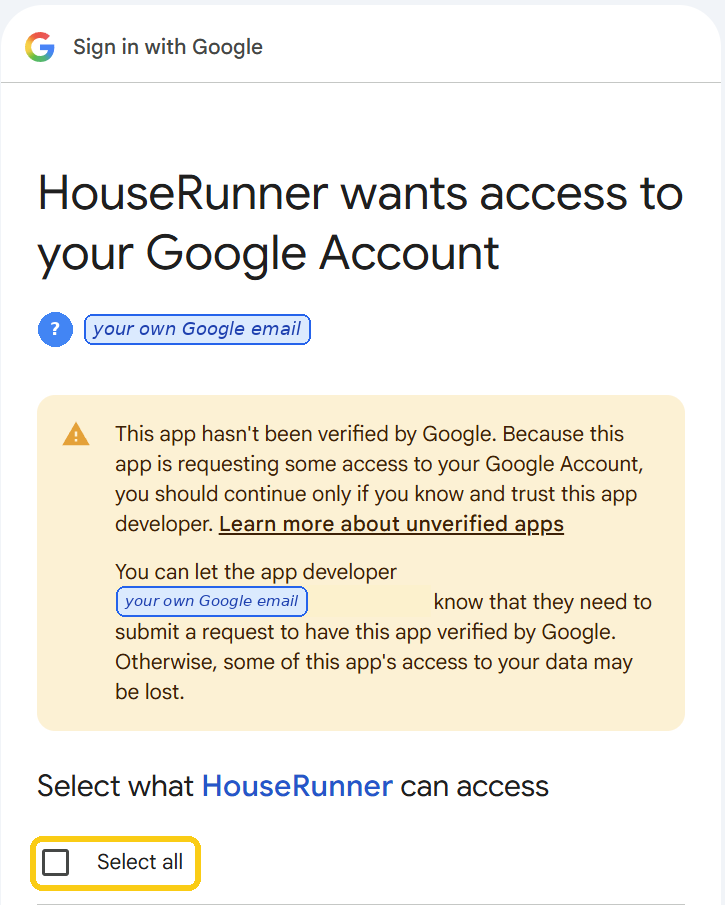 Sign in with Google
HouseRunner wants access to
your Google Account
?
your own Google email
This app hasn't been verified by Google. Because this
app is requesting some access to your Google Account,
you should continue only if you know and trust this app
developer. Learn more about unverified apps
You can let the app developer
your own Google email know that they need to
submit a request to have this app verified by Google.
Otherwise, some of this app's access to your data may
be lost.
Select what HouseRunner can access
Select all